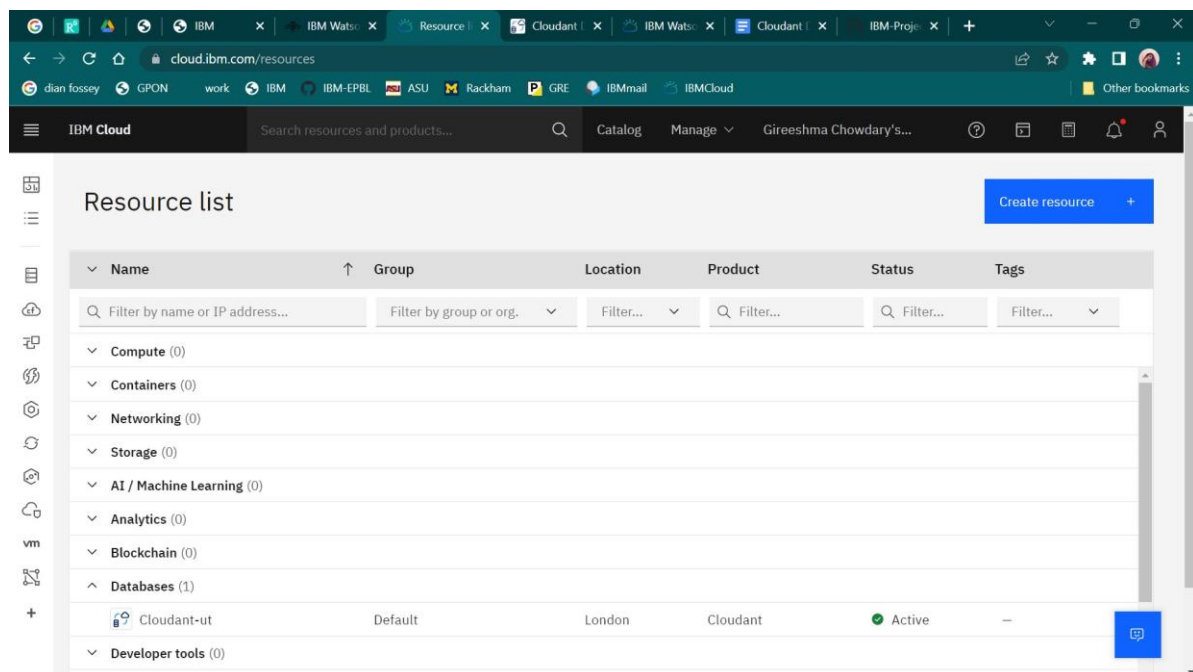 IBM
IBM Wats
Resource l
Cloudant
IBM Wats
Cloudant
IBM-Proje
cloud.ibm.com/resources
dian fossey GPON work IBM IBM-EPBL ASU ASU M Rackham P GRE IBMmail IBMCloud Other bookmarks
IBM Cloud Search resources and products... Catalog Manage Gireeshma Chowdary's...
Resource list
Create resource +
Name Group Location Product Status Tags
Filter by name or IP address... Filter by group or org. Filter... Filter... Filter... Filter...
Compute (0)
Containers (0)
Networking (0)
Storage (0)
AI / Machine Learning (0)
Analytics (0)
Blockchain (0)
vm
Databases (1)
Cloudant-ut Default London Cloudant Active –
Developer tools (0)